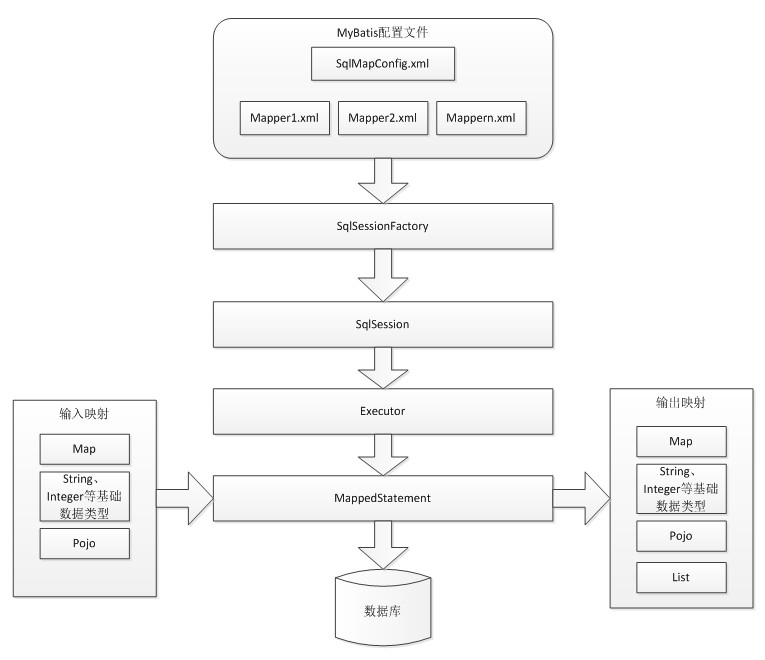 MyBatis配置文件
SqlMapConfig.xml
Mapper1.xml
Mapper2.xml
Mappern.xml
SqlSessionFactory
SqlSession
Executor
输入映射
Map
String、
Integer等基础
数据类型
Pojo
MappedStatement
输出映射
Map
String、
Integer等基础
数据类型
Pojo
List
数据库